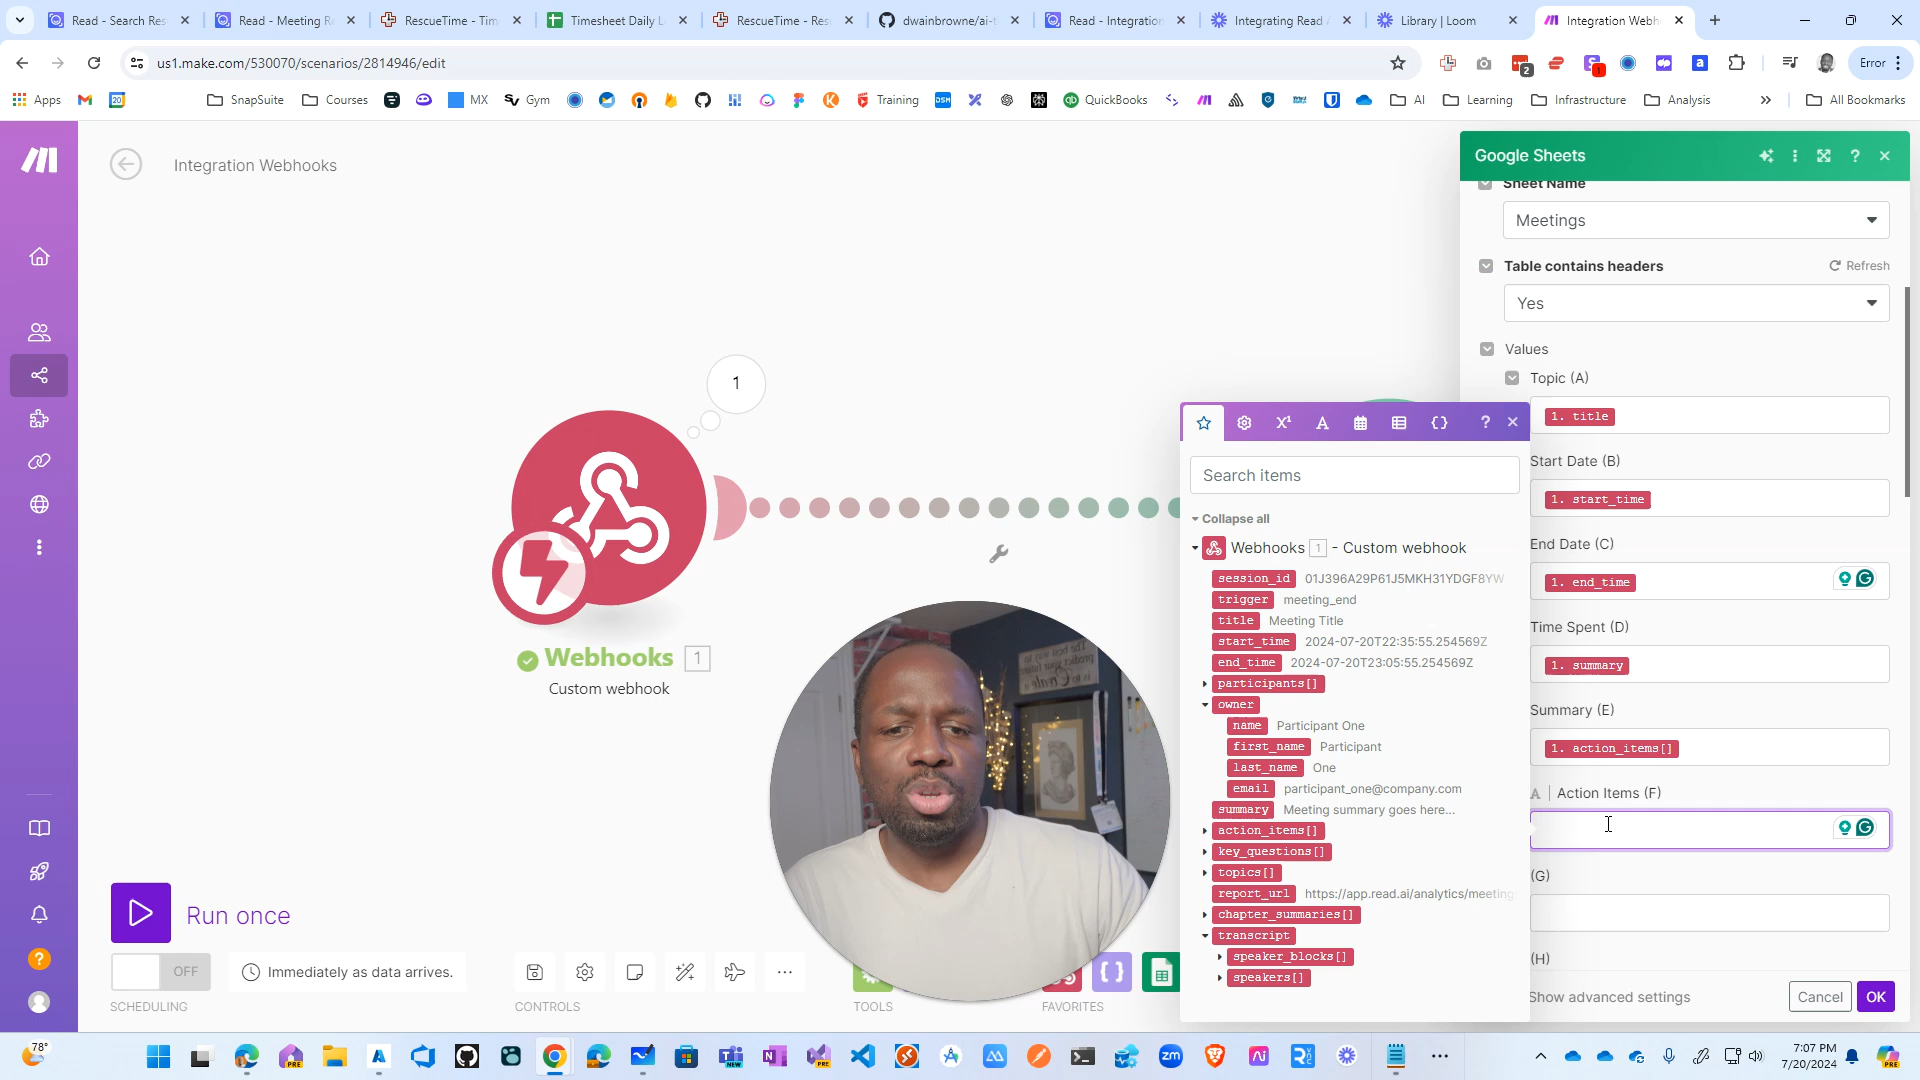 Read - Search Res
Read - Meeting R
RescueTime - Tim
Timesheet Daily L
RescueTime - Res
dwainbrowne/ai-t
Read - Integration
Integrating Read A
Library | Loom
Integration Webh
us1.make.com/530070/scenarios/2814946/edit
2
1
Error
Apps
20
SnapSuite
Courses
MX
Gym
Training
QuickBooks
AI
Learning
Infrastructure
Analysis
All Bookmarks
Integration Webhooks
Google Sheets
Sheet Name
Meetings
Table contains headers
Refresh
Yes
Values
Topic (A)
1. title
Start Date (B)
1. start_time
End Date (C)
1. end_time
Time Spent (D)
1. summary
Summary (E)
1. action_items[]
A | Action Items (F)
(G)
(H)
Show advanced settings
Cancel
OK
1
Webhooks 1
Custom webhook
Search items
Collapse all
Webhooks 1 - Custom webhook
session_id 01J396A29P61J5MKH31YDGF8YW
trigger meeting_end
title Meeting Title
start_time 2024-07-20T22:35:55.254569Z
end_time 2024-07-20T23:05:55.254569Z
participants[]
owner
name Participant One
first_name Participant
last_name One
email participant_one@company.com
summary Meeting summary goes here...
action_items[]
key_questions[]
topics[]
report_url https://app.read.ai/analytics/meeting
chapter_summaries[]
transcript
speaker_blocks[]
speakers[]
Run once
OFF
Immediately as data arrives.
SCHEDULING
CONTROLS
TOOLS
FAVORITES
78°
7:07 PM
7/20/2024